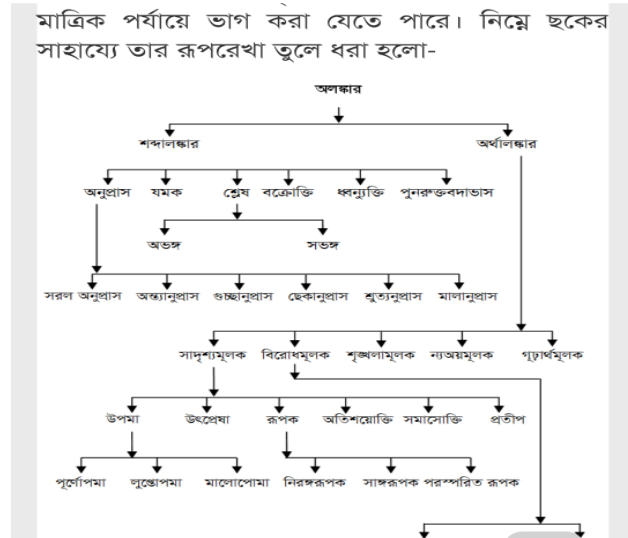 মাত্রিক পর্যায়ে ভাগ করা যেতে পারে। নিম্নে ছকের
সাহায্যে তার রূপরেখা তুলে ধরা হলো-
অলঙ্কার
শব্দালঙ্কার অর্থালঙ্কার
অনুপ্রাস যমক শ্লেষ বক্রোক্তি ধ্বন্যুক্তি পুনরুক্তবদাভাস
অভঙ্গ সভঙ্গ
সরল অনুপ্রাস অন্ত্যানুপ্রাস গুচ্ছানুপ্রাস ছেকানুপ্রাস শ্রুত্যনুপ্রাস মালানুপ্রাস
সাদৃশ্যমূলক বিরোধমূলক শৃঙ্খলামূলক ন্যঅয়মূলক গূঢ়ার্থমূলক
উপমা উৎপ্রেষা রূপক অতিশয়োক্তি সমাসোক্তি প্রতীপ
পূর্ণোপমা লুপ্তোপমা মালোপোমা নিরঙ্গরূপক সাঙ্গরূপক পরস্পরিত রূপক